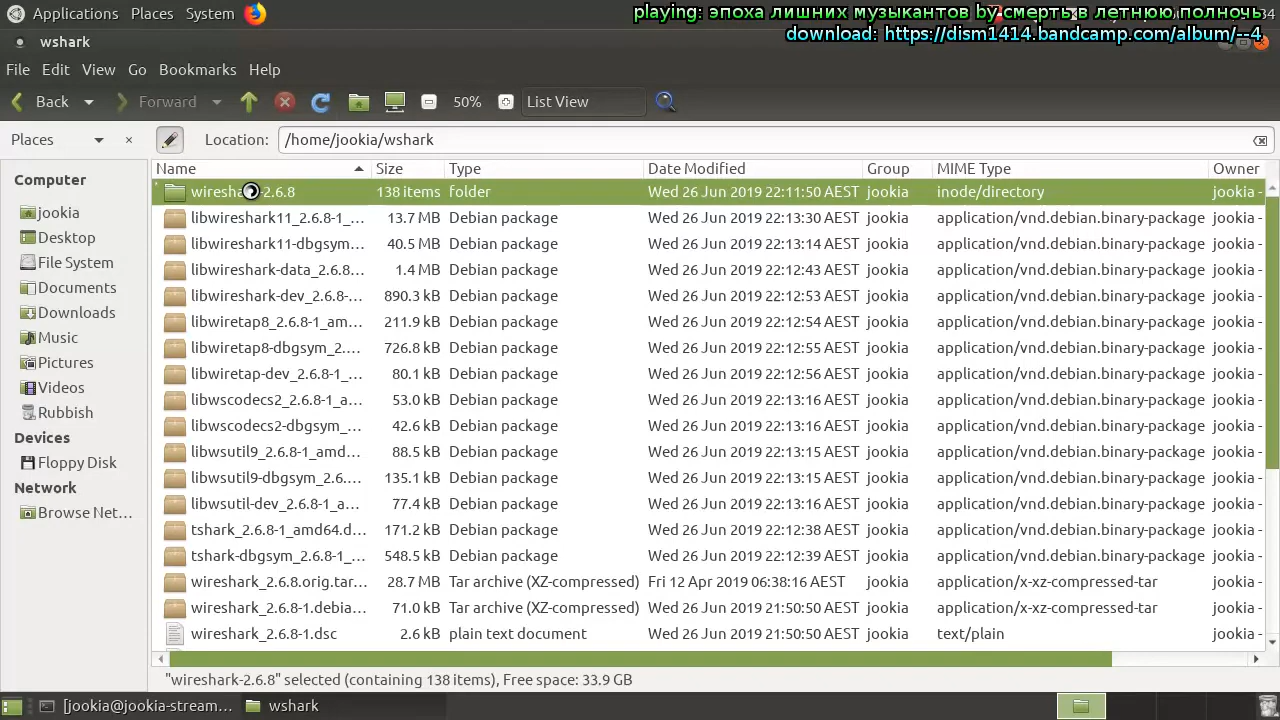 Applications Places System
playing: эпоха лишних музыкантов by смерть в летнюю полночь
download: https://dism1414.bandcamp.com/album/--4
wshark
File Edit View Go Bookmarks Help
Back Forward 50% List View
Places Location: /home/jookia/wshark
Name Size Type Date Modified Group MIME Type Owner
Computer
jookia
Desktop
File System
Documents
Downloads
Music
Pictures
Videos
Rubbish
Devices
Floppy Disk
Network
Browse Net...
138 items folder Wed 26 Jun 2019 22:11:50 AEST jookia inode/directory jookia -
libwireshark11_2.6.8-1_... 13.7 MB Debian package Wed 26 Jun 2019 22:13:30 AEST jookia application/vnd.debian.binary-package jookia -
libwireshark11-dbgsym... 40.5 MB Debian package Wed 26 Jun 2019 22:13:14 AEST jookia application/vnd.debian.binary-package jookia -
libwireshark-data_2.6.8... 1.4 MB Debian package Wed 26 Jun 2019 22:12:43 AEST jookia application/vnd.debian.binary-package jookia -
libwireshark-dev_2.6.8-... 890.3 kB Debian package Wed 26 Jun 2019 22:12:53 AEST jookia application/vnd.debian.binary-package jookia -
libwiretap8_2.6.8-1_am... 211.9 kB Debian package Wed 26 Jun 2019 22:12:54 AEST jookia application/vnd.debian.binary-package jookia -
libwiretap8-dbgsym_2.... 726.8 kB Debian package Wed 26 Jun 2019 22:12:55 AEST jookia application/vnd.debian.binary-package jookia -
libwiretap-dev_2.6.8-1_... 80.1 kB Debian package Wed 26 Jun 2019 22:12:56 AEST jookia application/vnd.debian.binary-package jookia -
libwscodecs2_2.6.8-1_a... 53.0 kB Debian package Wed 26 Jun 2019 22:13:16 AEST jookia application/vnd.debian.binary-package jookia -
libwscodecs2-dbgsym_... 42.6 kB Debian package Wed 26 Jun 2019 22:13:16 AEST jookia application/vnd.debian.binary-package jookia -
libwsutil9_2.6.8-1_amd... 88.5 kB Debian package Wed 26 Jun 2019 22:13:15 AEST jookia application/vnd.debian.binary-package jookia -
libwsutil9-dbgsym_2.6.... 135.1 kB Debian package Wed 26 Jun 2019 22:13:15 AEST jookia application/vnd.debian.binary-package jookia -
libwsutil-dev_2.6.8-1_a... 77.4 kB Debian package Wed 26 Jun 2019 22:13:16 AEST jookia application/vnd.debian.binary-package jookia -
tshark_2.6.8-1_amd64.d... 171.2 kB Debian package Wed 26 Jun 2019 22:12:38 AEST jookia application/vnd.debian.binary-package jookia -
tshark-dbgsym_2.6.8-1_... 548.5 kB Debian package Wed 26 Jun 2019 22:12:39 AEST jookia application/vnd.debian.binary-package jookia -
wireshark_2.6.8.orig.tar... 28.7 MB Tar archive (XZ-compressed) Fri 12 Apr 2019 06:38:16 AEST jookia application/x-xz-compressed-tar jookia -
wireshark_2.6.8-1.debia... 71.0 kB Tar archive (XZ-compressed) Wed 26 Jun 2019 21:50:50 AEST jookia application/x-xz-compressed-tar jookia -
wireshark_2.6.8-1.dsc 2.6 kB plain text document Wed 26 Jun 2019 21:50:50 AEST jookia text/plain jookia -
"wireshark-2.6.8" selected (containing 138 items), Free space: 33.9 GB
[jookia@jookia-stream... wshark